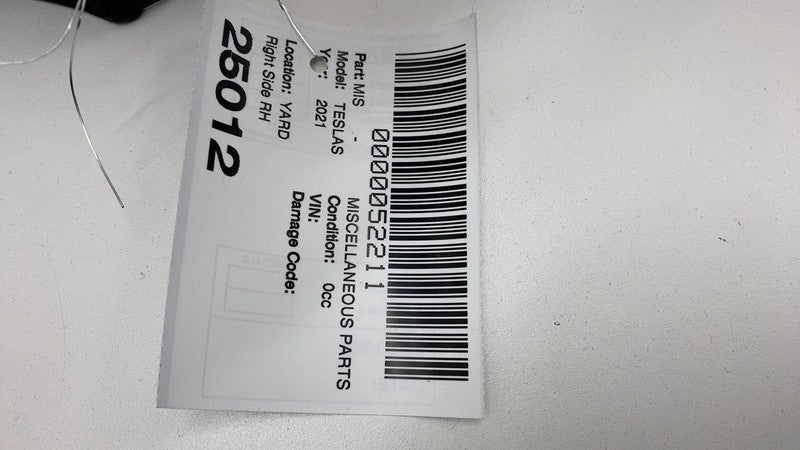 0000052211
Part: MIS - MISCELLANEOUS PARTS
Model: TESLAS Condition: 0cc
Year: 2021 VIN:
Location: YARD Damage Code:
Right Side RH
25012